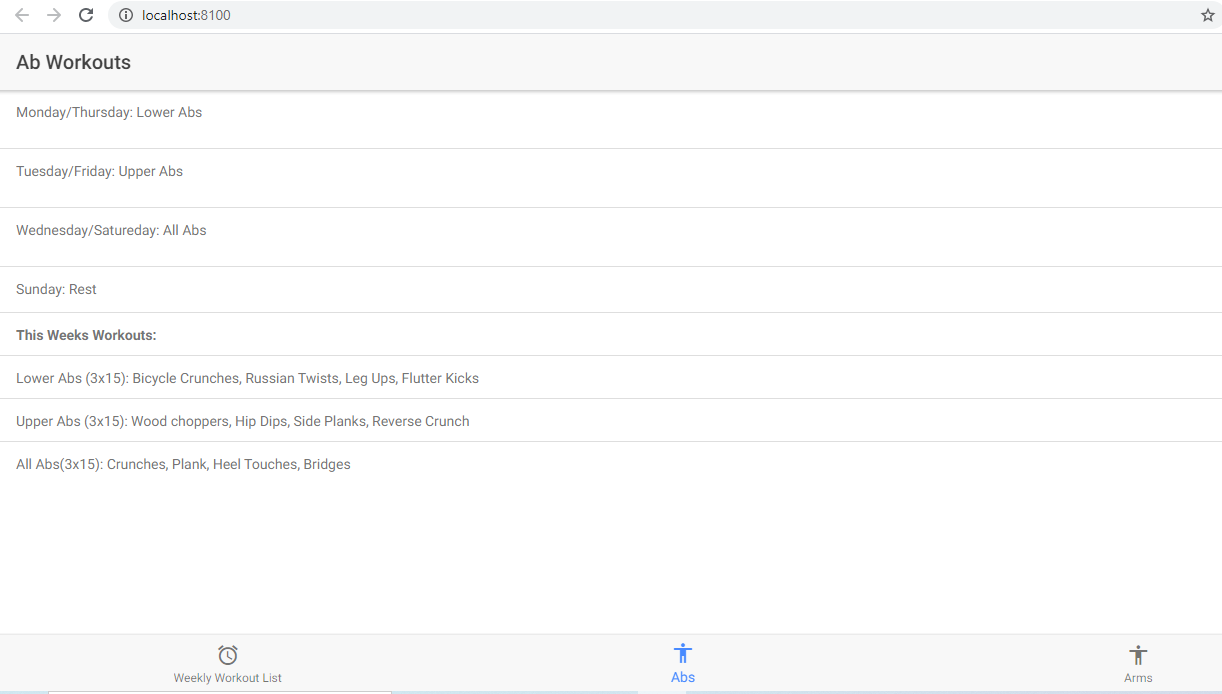 localhost:8100
Ab Workouts
Monday/Thursday: Lower Abs
Tuesday/Friday: Upper Abs
Wednesday/Satureday: All Abs
Sunday: Rest
This Weeks Workouts:
Lower Abs (3x15): Bicycle Crunches, Russian Twists, Leg Ups, Flutter Kicks
Upper Abs (3x15): Wood choppers, Hip Dips, Side Planks, Reverse Crunch
All Abs(3x15): Crunches, Plank, Heel Touches, Bridges
Weekly Workout List
Abs
Arms